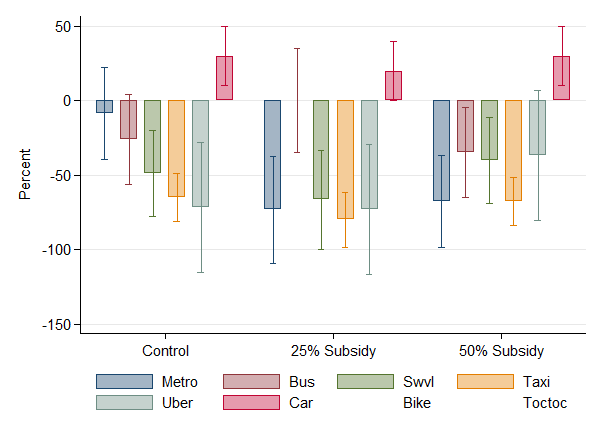 50
0
-50
-100
-150
Percent
Control 25% Subsidy 50% Subsidy
Metro Bus Swvl Taxi
Uber Car Bike Toctoc